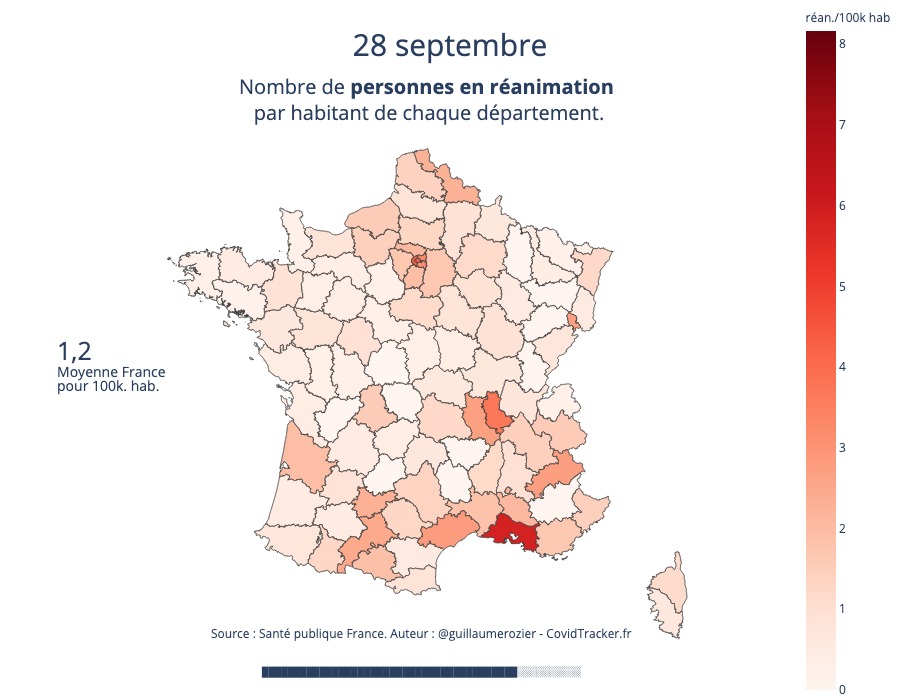 réan./100k hab
28 septembre
Nombre de personnes en réanimation
par habitant de chaque département.
8
7
6
5
4
3
2
1
0
1,2
Moyenne France
pour 100k. hab.
Source : Santé publique France. Auteur : @guillaumerozier - CovidTracker.fr